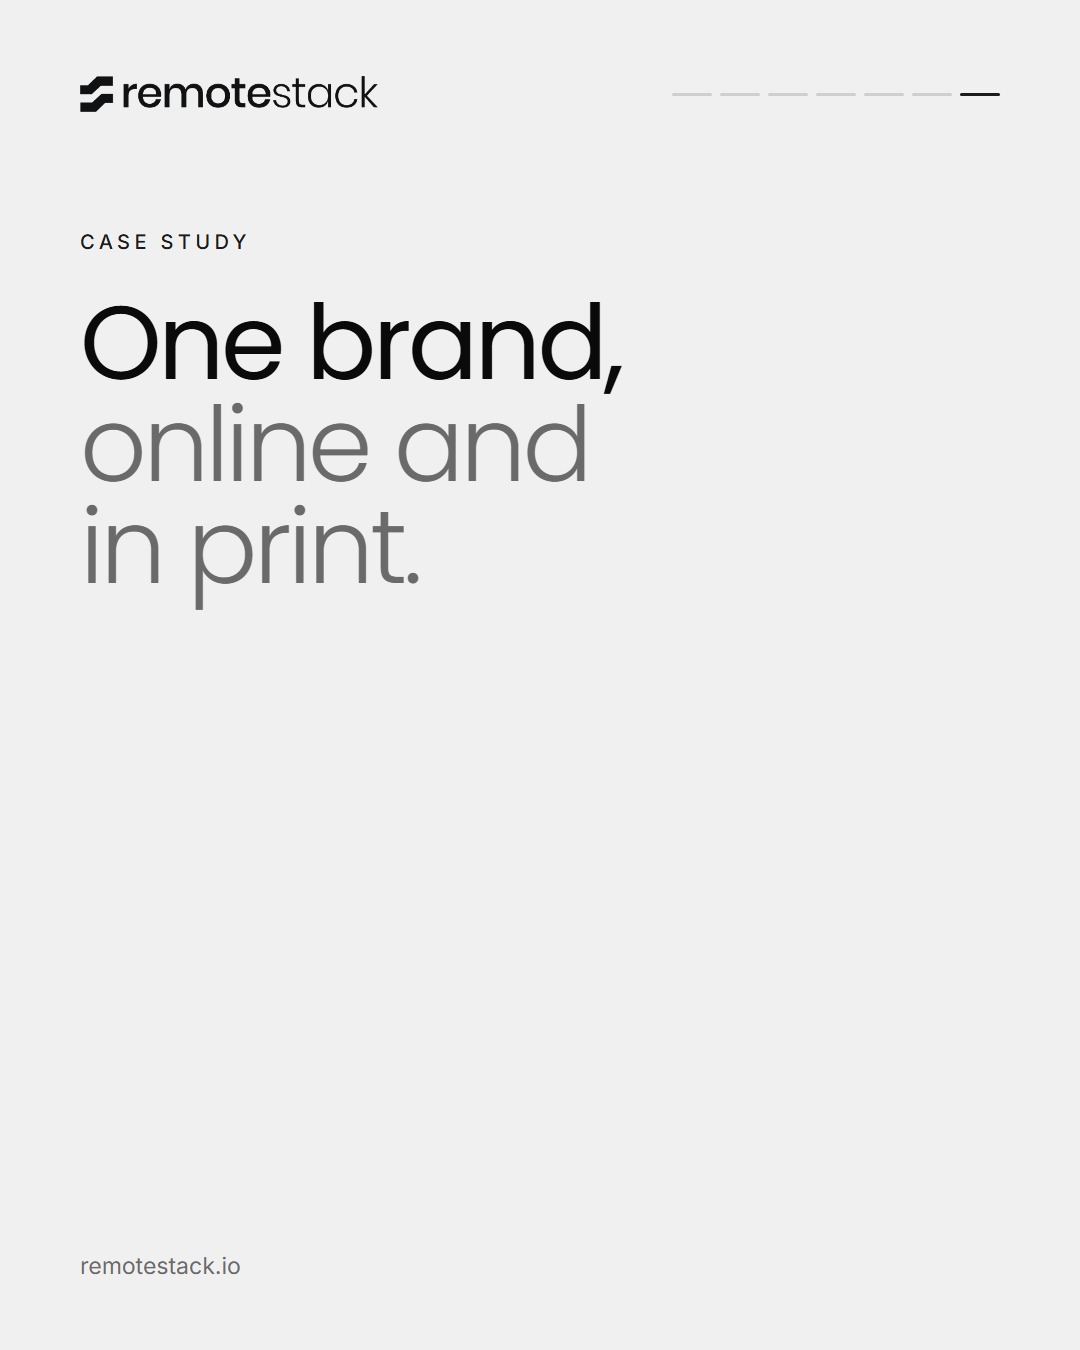 remotestack
CASE STUDY
One brand,
online and
in print.
remotestack.io